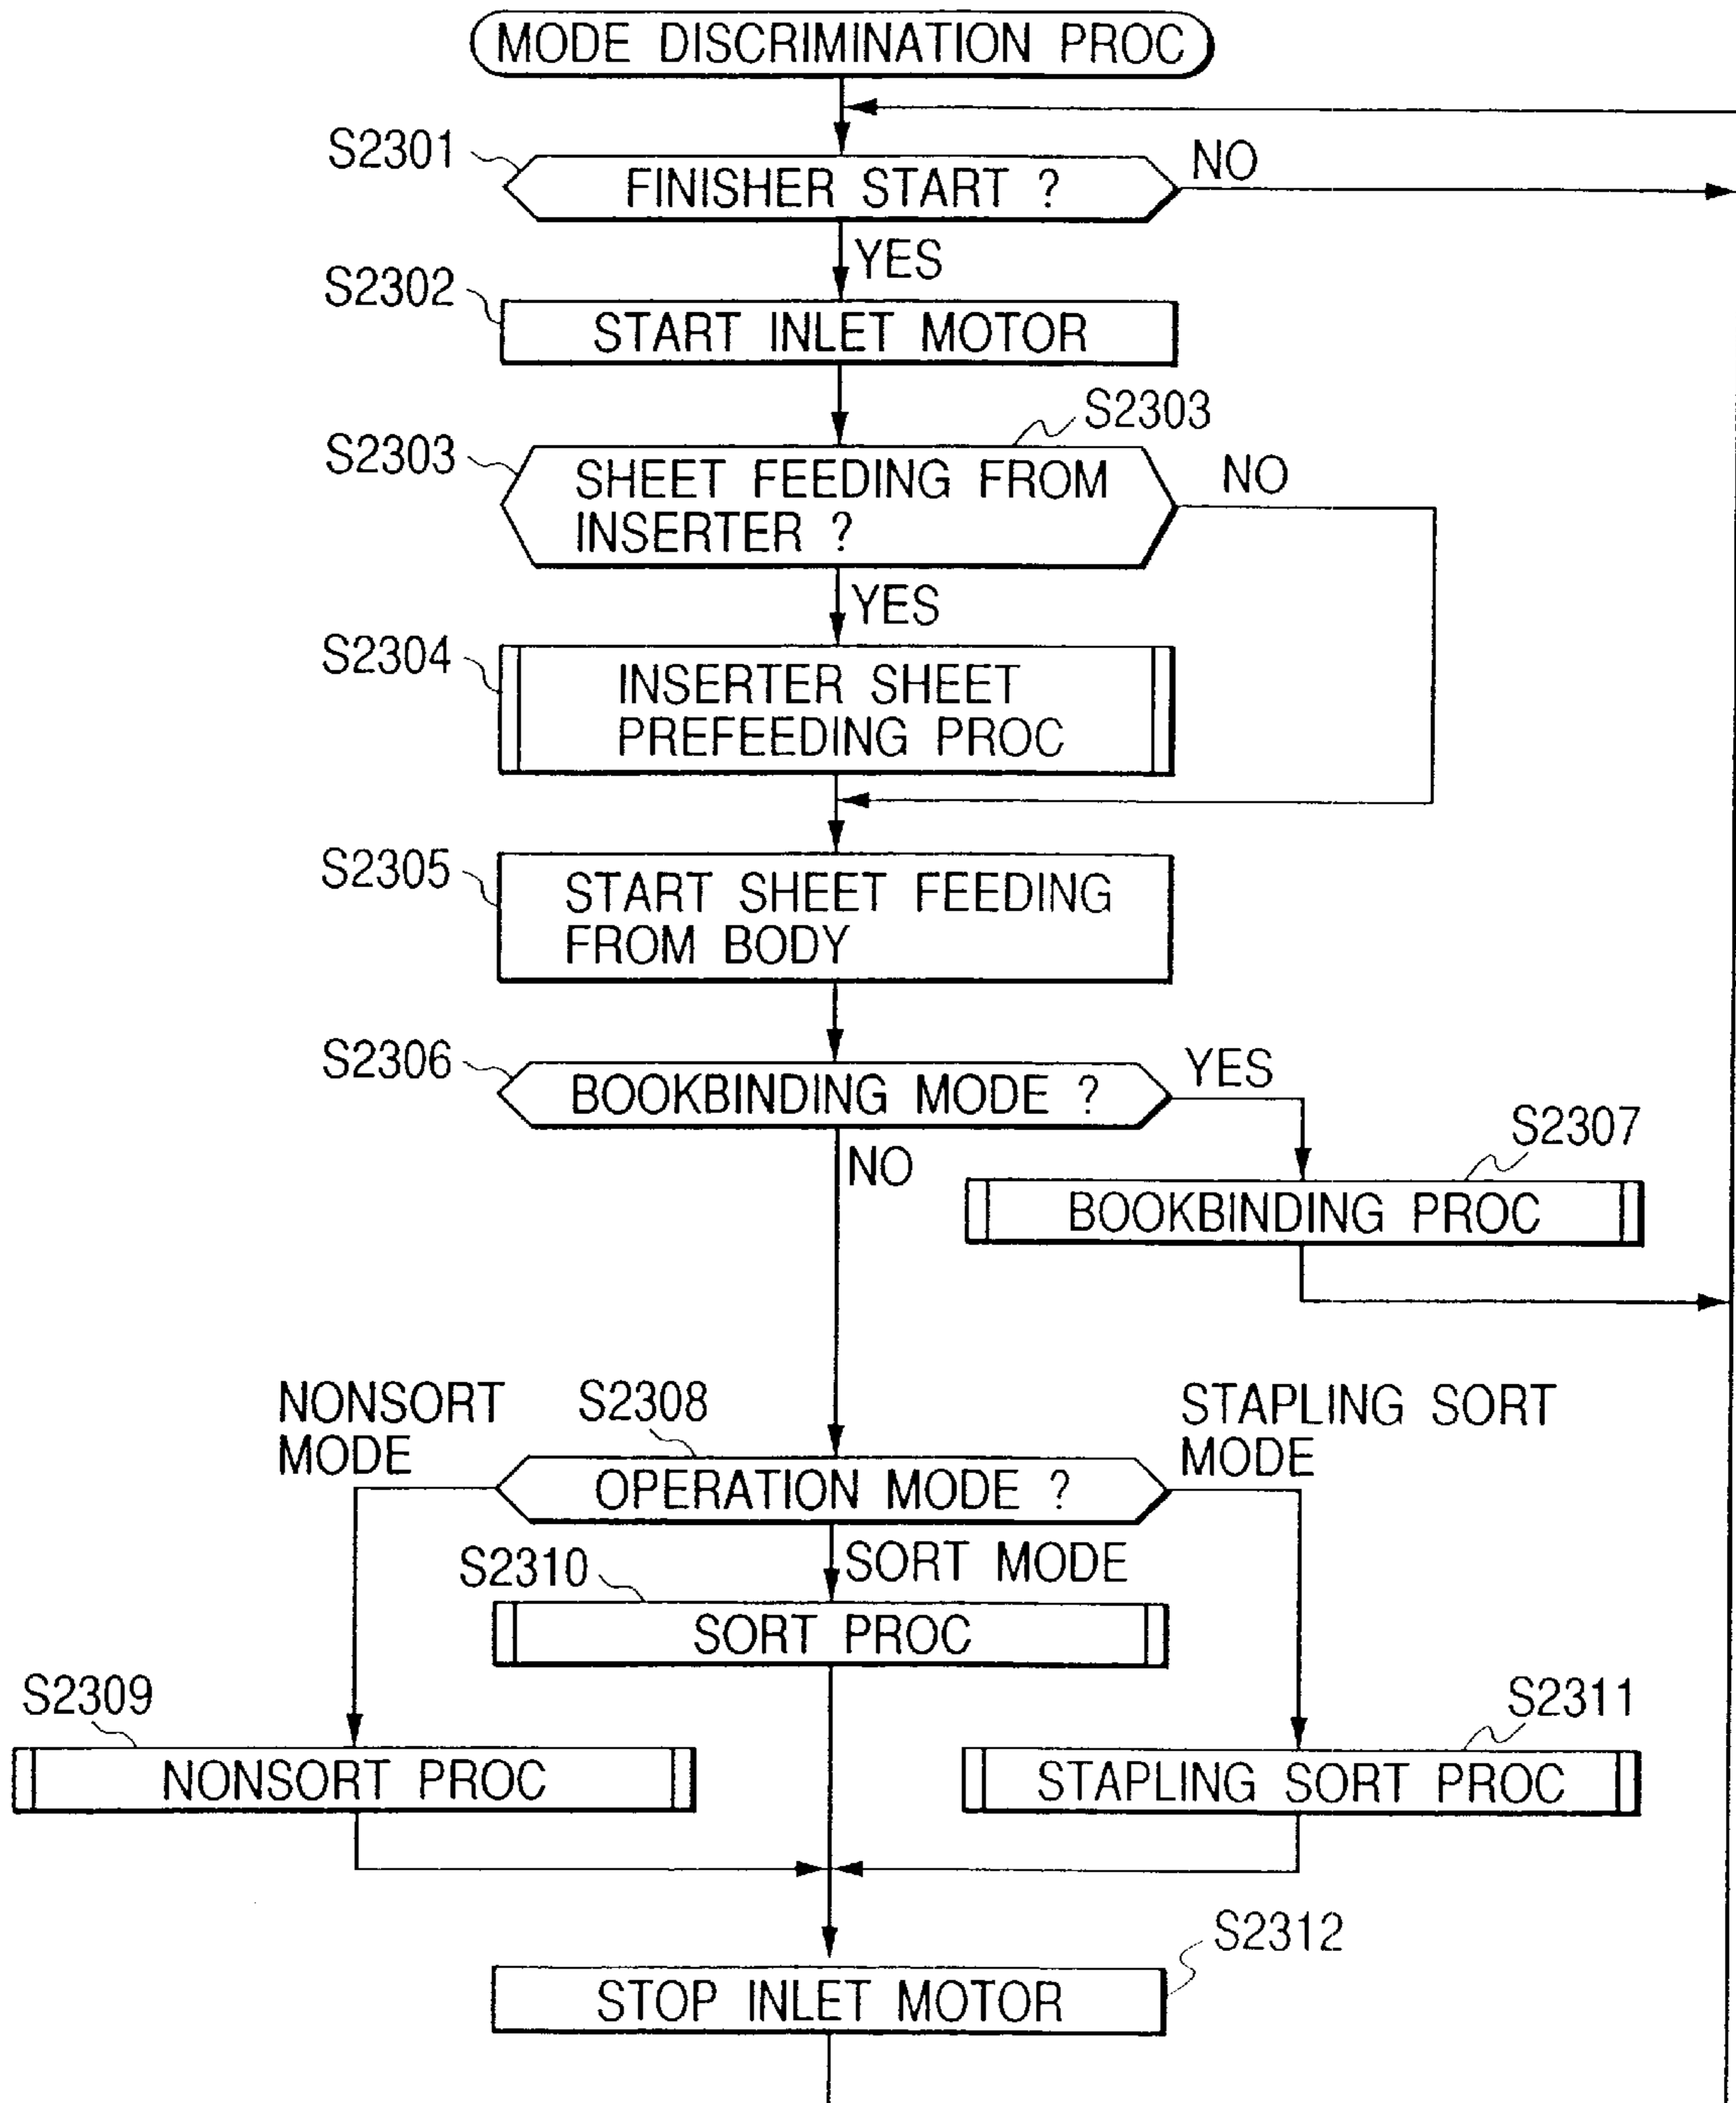 MODE DISCRIMINATION PROC
S2301
FINISHER START ?
NO
YES
S2302
START INLET MOTOR
S2303
S2303
SHEET FEEDING FROM
INSERTER ?
NO
YES
S2304
INSERTER SHEET
PREFEEDING PROC
S2305
START SHEET FEEDING
FROM BODY
S2306
BOOKBINDING MODE ?
YES
NO
S2307
BOOKBINDING PROC
NONSORT
MODE
S2308
STAPLING SORT
MODE
OPERATION MODE ?
S2310
SORT MODE
SORT PROC
S2309
NONSORT PROC
S2311
STAPLING SORT PROC
S2312
STOP INLET MOTOR